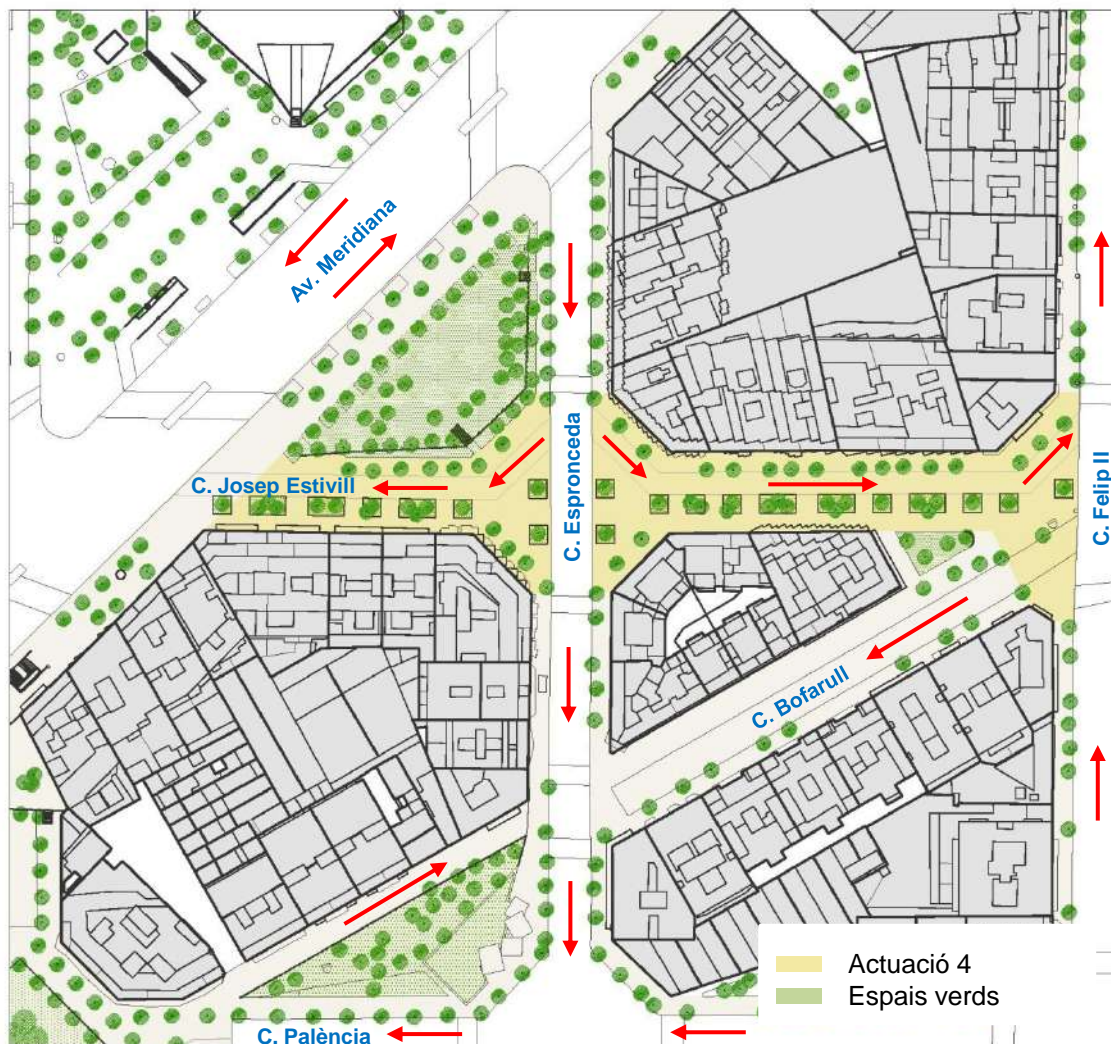 Av. Meridiana
C. Josep Estivill
C. Espronceda
C. Felip II
C. Bofarull
Actuació 4
Espais verds
C. Palència